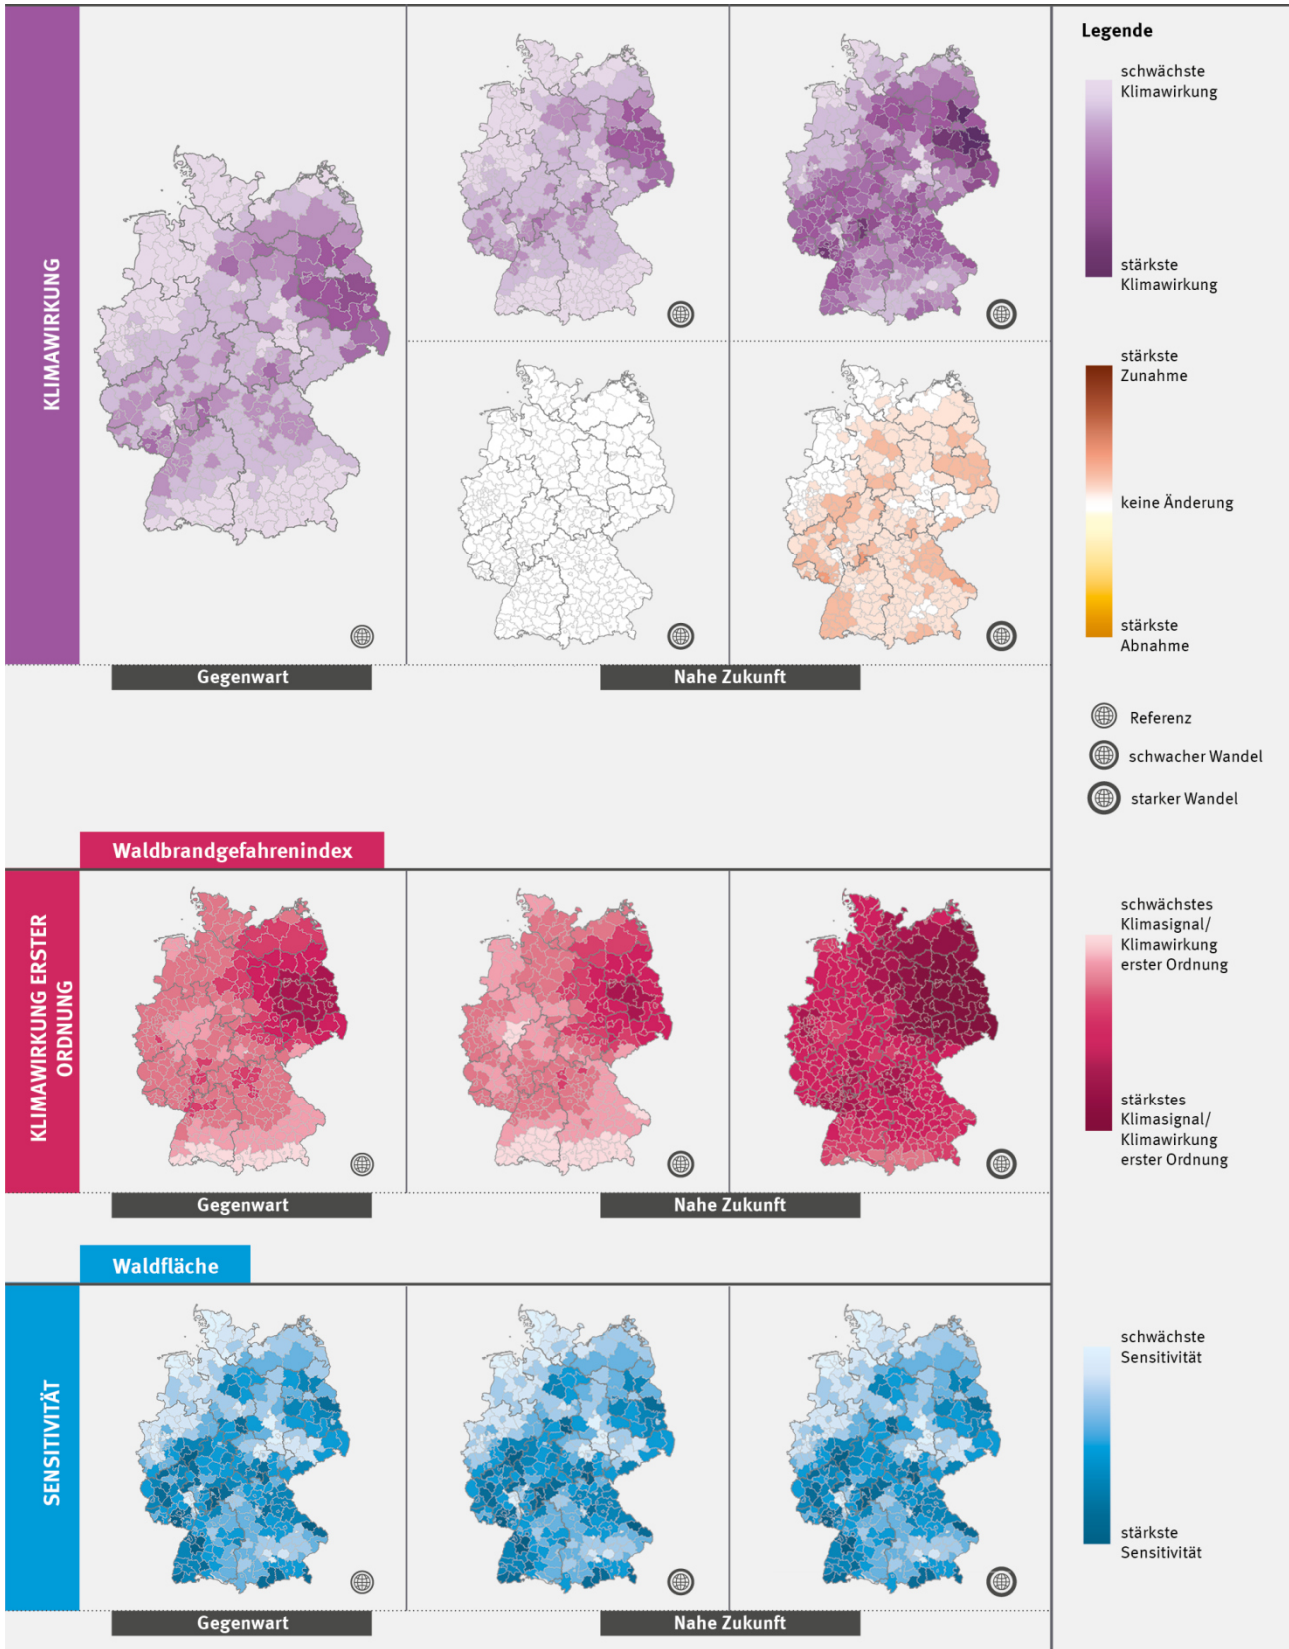 KLIMAWIRKUNG
Gegenwart
Nahe Zukunft
Legende
schwächste
Klimawirkung
stärkste
Klimawirkung
stärkste
Zunahme
keine Änderung
stärkste
Abnahme
Referenz
schwacher Wandel
starker Wandel
Waldbrandgefahrenindex
KLIMAWIRKUNG ERSTER
ORDNUNG
Gegenwart
Nahe Zukunft
schwächstes
Klimasignal/
Klimawirkung
erster Ordnung
stärkstes
Klimasignal/
Klimawirkung
erster Ordnung
Waldfläche
SENSITIVITÄT
Gegenwart
Nahe Zukunft
schwächste
Sensitivität
stärkste
Sensitivität